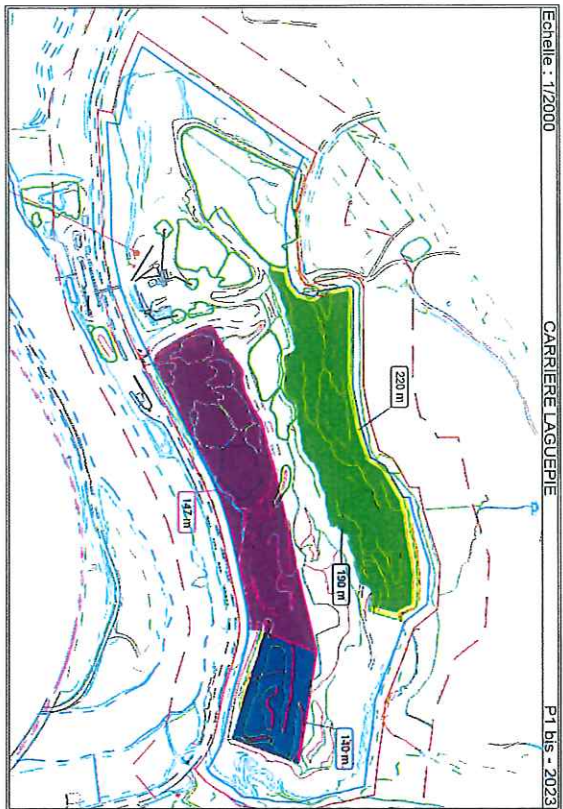 Echelle : 1/2000
CARRIERE LAGUEPIE
P1 bis - 2023
220 m
190 m
147 m
140 m